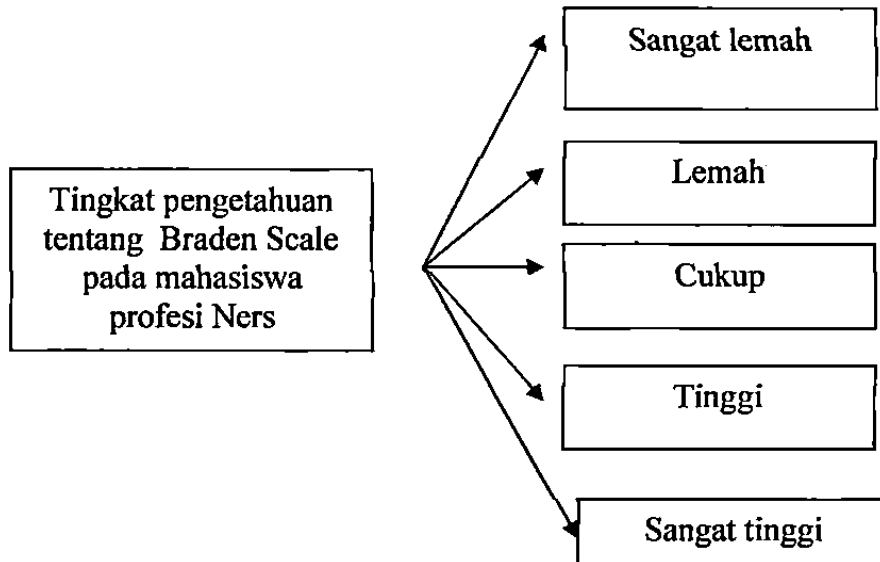 Tingkat pengetahuan
tentang Braden Scale
pada mahasiswa
profesi Ners
Sangat lemah
Lemah
Cukup
Tinggi
Sangat tinggi